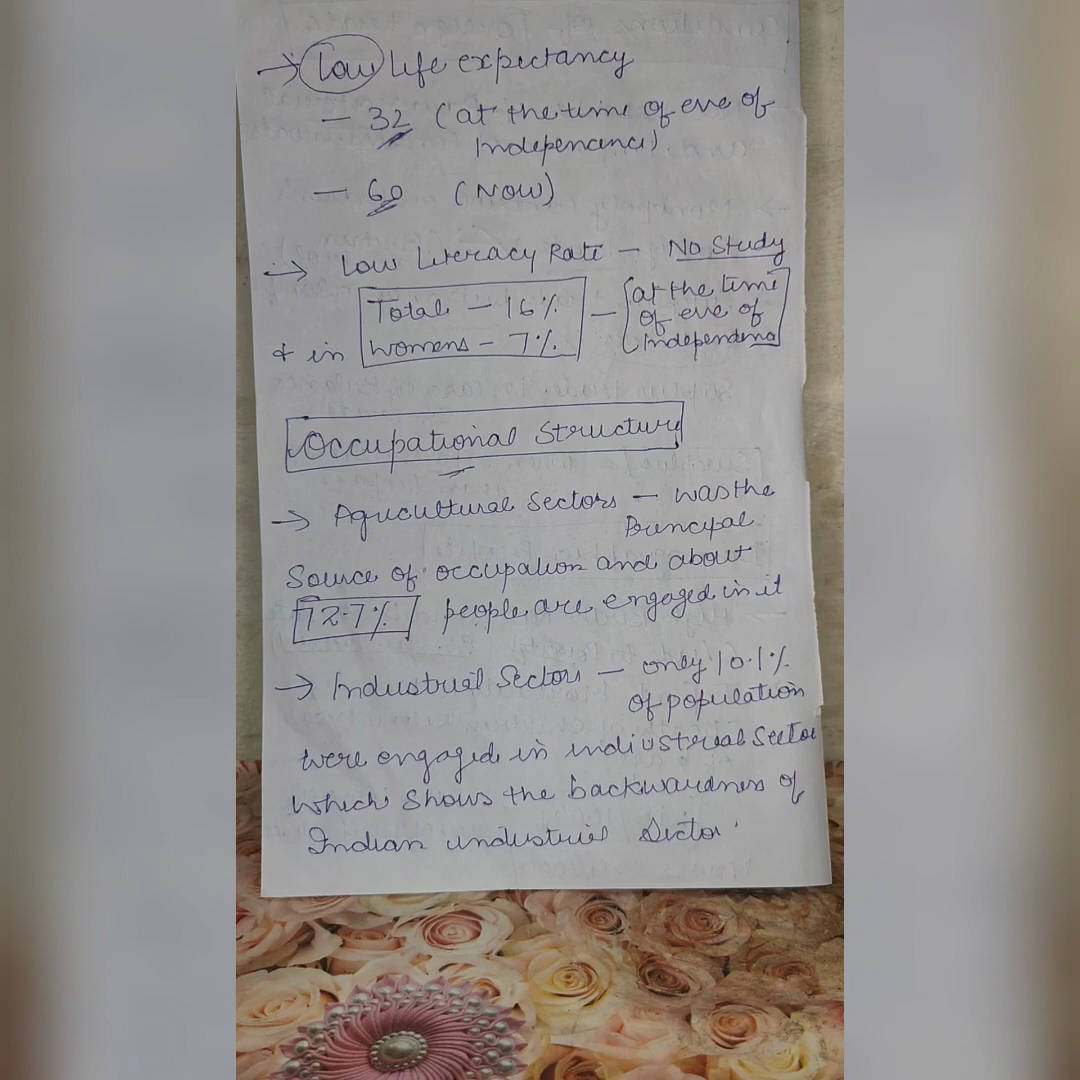 → Low life expectancy
– 32 (at the time of eve of
Independence)
– 60 (Now)
→ Low Literacy Rate – No Study
Total – 16% – (at the time
of eve of
& in womens – 7% Independence)
Occupational Structure
→ Agricultural Sectors – was the
Principal
Source of occupation and about
72.7% people are engaged in it
→ Industrial Sectors – only 10.1%
of population
were engaged in indiustrial Sector
which shows the backwardness of
Indian industrial Sector.